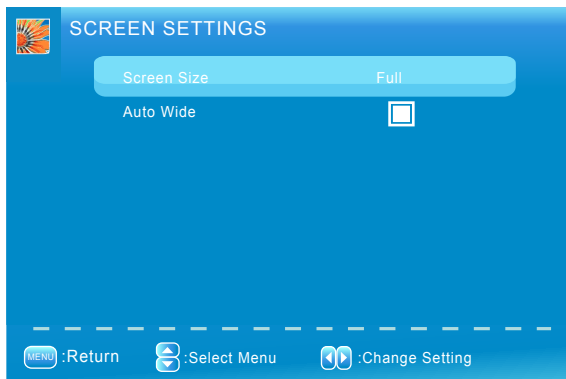 SCREEN SETTINGS
Screen Size Full
Auto Wide
MENU :Return :Select Menu :Change Setting